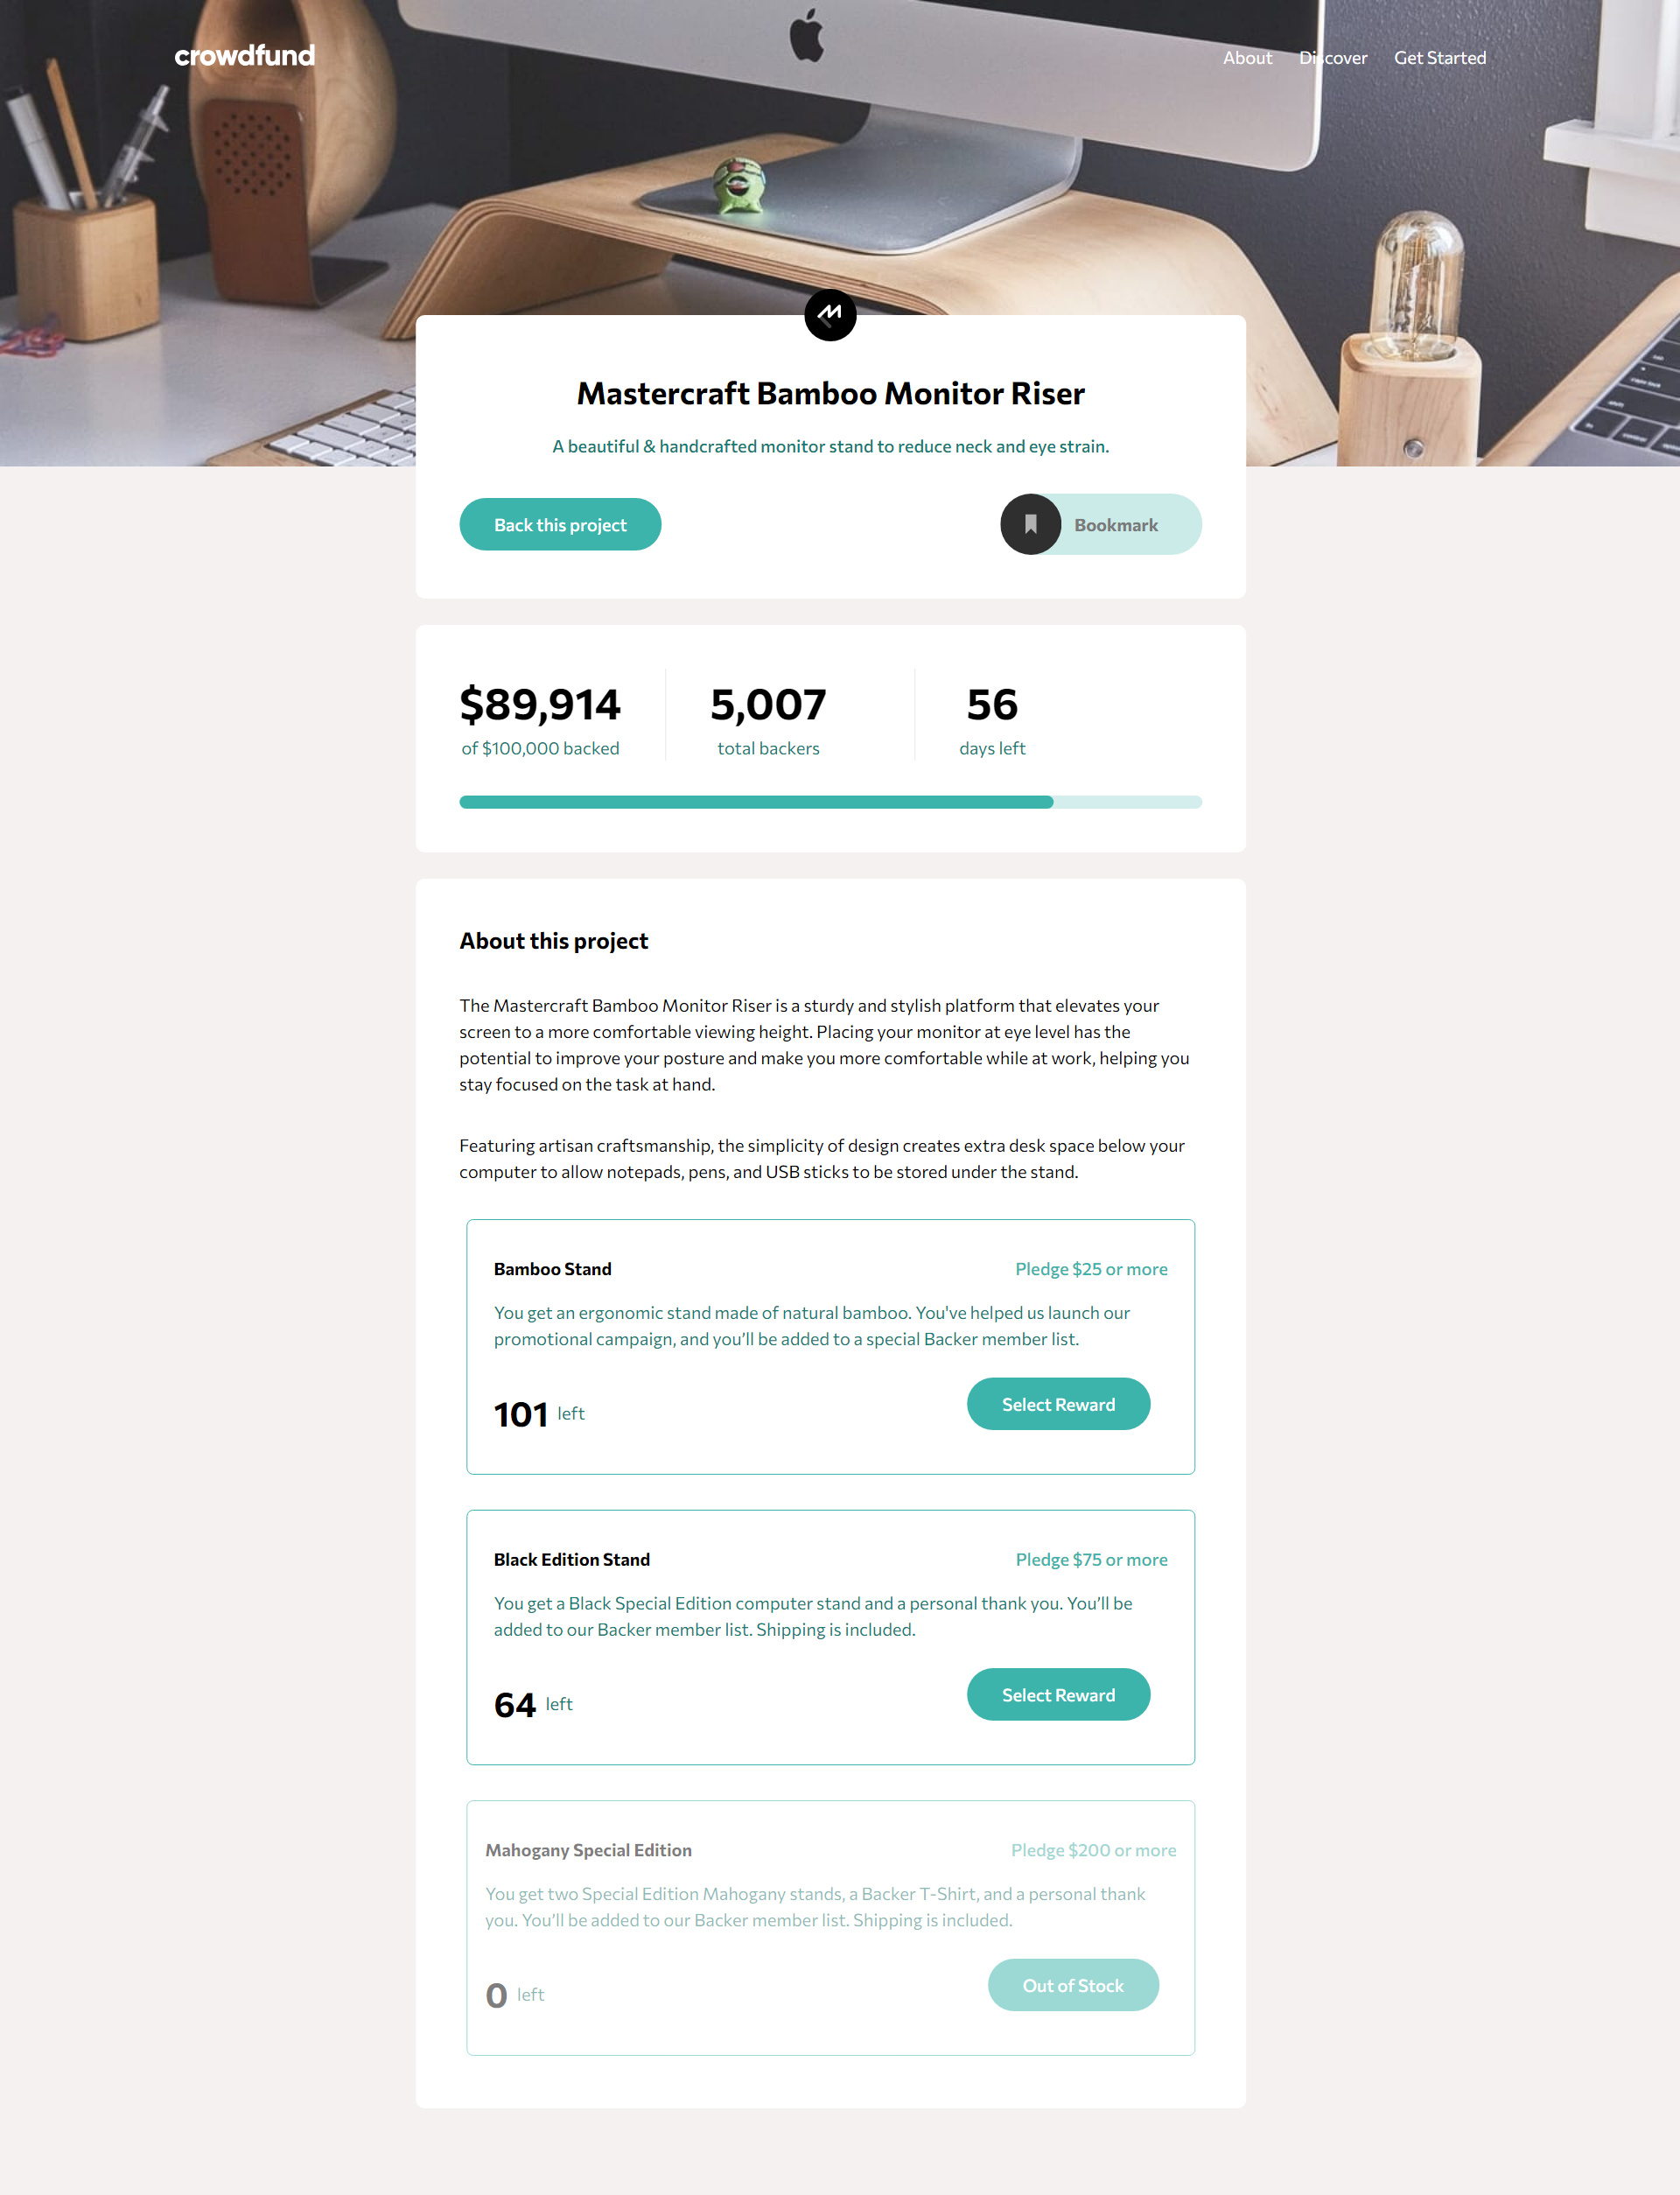 crowdfund
About Discover Get Started
Mastercraft Bamboo Monitor Riser
A beautiful & handcrafted monitor stand to reduce neck and eye strain.
Back this project
Bookmark
$89,914
of $100,000 backed
5,007
total backers
56
days left
About this project
The Mastercraft Bamboo Monitor Riser is a sturdy and stylish platform that elevates your
screen to a more comfortable viewing height. Placing your monitor at eye level has the
potential to improve your posture and make you more comfortable while at work, helping you
stay focused on the task at hand.
Featuring artisan craftsmanship, the simplicity of design creates extra desk space below your
computer to allow notepads, pens, and USB sticks to be stored under the stand.
Bamboo Stand
Pledge $25 or more
You get an ergonomic stand made of natural bamboo. You've helped us launch our
promotional campaign, and you’ll be added to a special Backer member list.
101 left
Select Reward
Black Edition Stand
Pledge $75 or more
You get a Black Special Edition computer stand and a personal thank you. You’ll be
added to our Backer member list. Shipping is included.
64 left
Select Reward
Mahogany Special Edition
Pledge $200 or more
You get two Special Edition Mahogany stands, a Backer T-Shirt, and a personal thank
you. You’ll be added to our Backer member list. Shipping is included.
0 left
Out of Stock